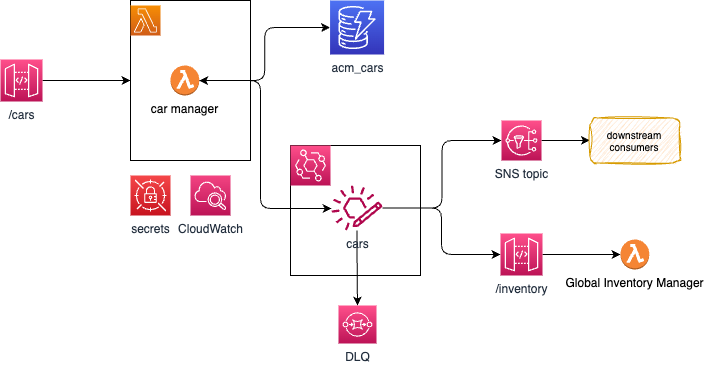 /cars
car manager
acm_cars
secrets
CloudWatch
cars
DLQ
SNS topic
downstream
consumers
/inventory
Global Inventory Manager